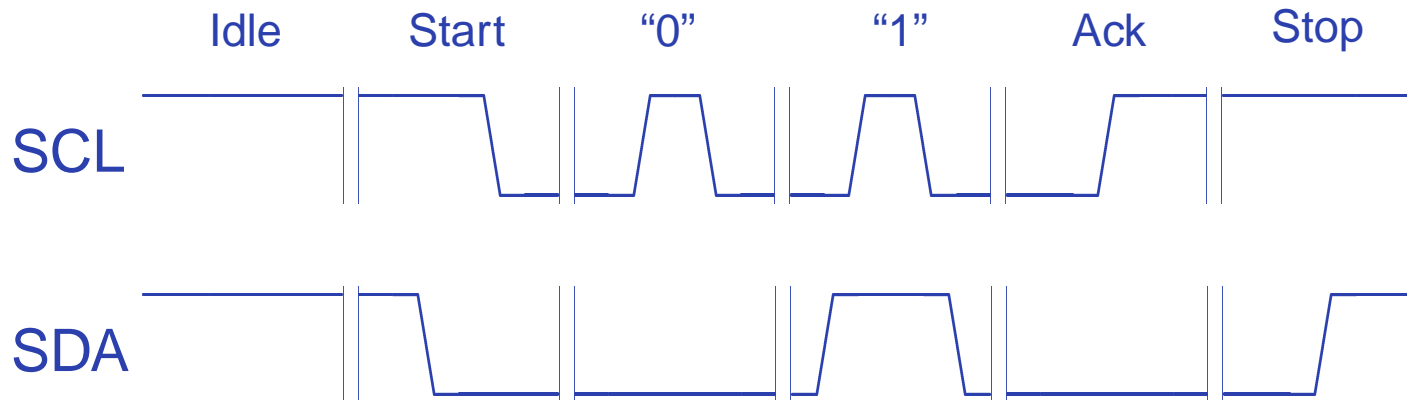 Idle Start “0” “1” Ack Stop
SCL
SDA